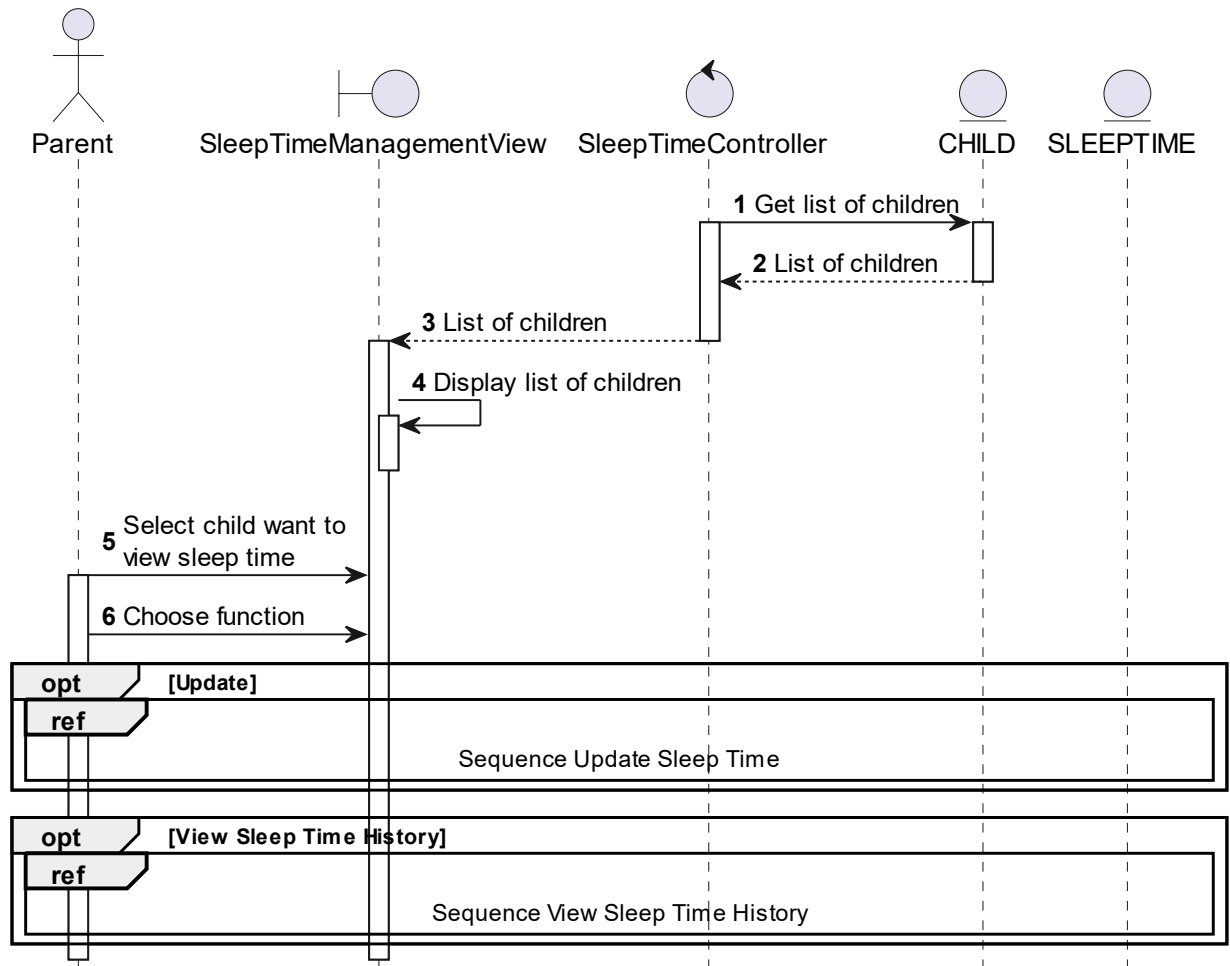 Parent
SleepTimeManagementView
SleepTimeController
CHILD
SLEEPTIME
1 Get list of children
2 List of children
3 List of children
4 Display list of children
5 Select child want to
view sleep time
6 Choose function
opt [Update]
ref
Sequence Update Sleep Time
opt [View Sleep Time History]
ref
Sequence View Sleep Time History